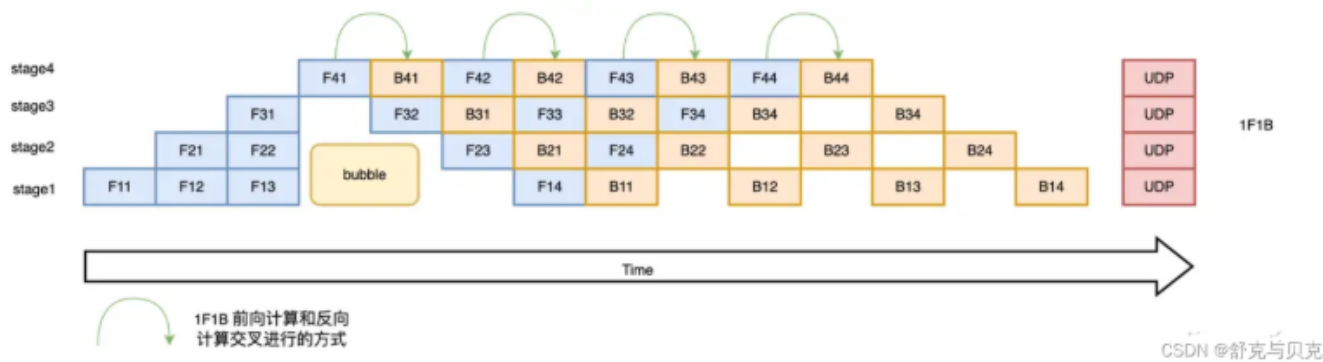 stage4 F41 B41 F42 B42 F43 B43 F44 B44 UDP
stage3 F31 F32 B31 F33 B32 F34 B34 B34 UDP
1F1B
stage2 F21 F22 F23 B21 F24 B22 B23 B24 UDP
bubble
stage1 F11 F12 F13 F14 B11 B12 B13 B14 UDP
Time
1F1B 前向计算和反向
计算交叉进行的方式
CSDN @舒克与贝克